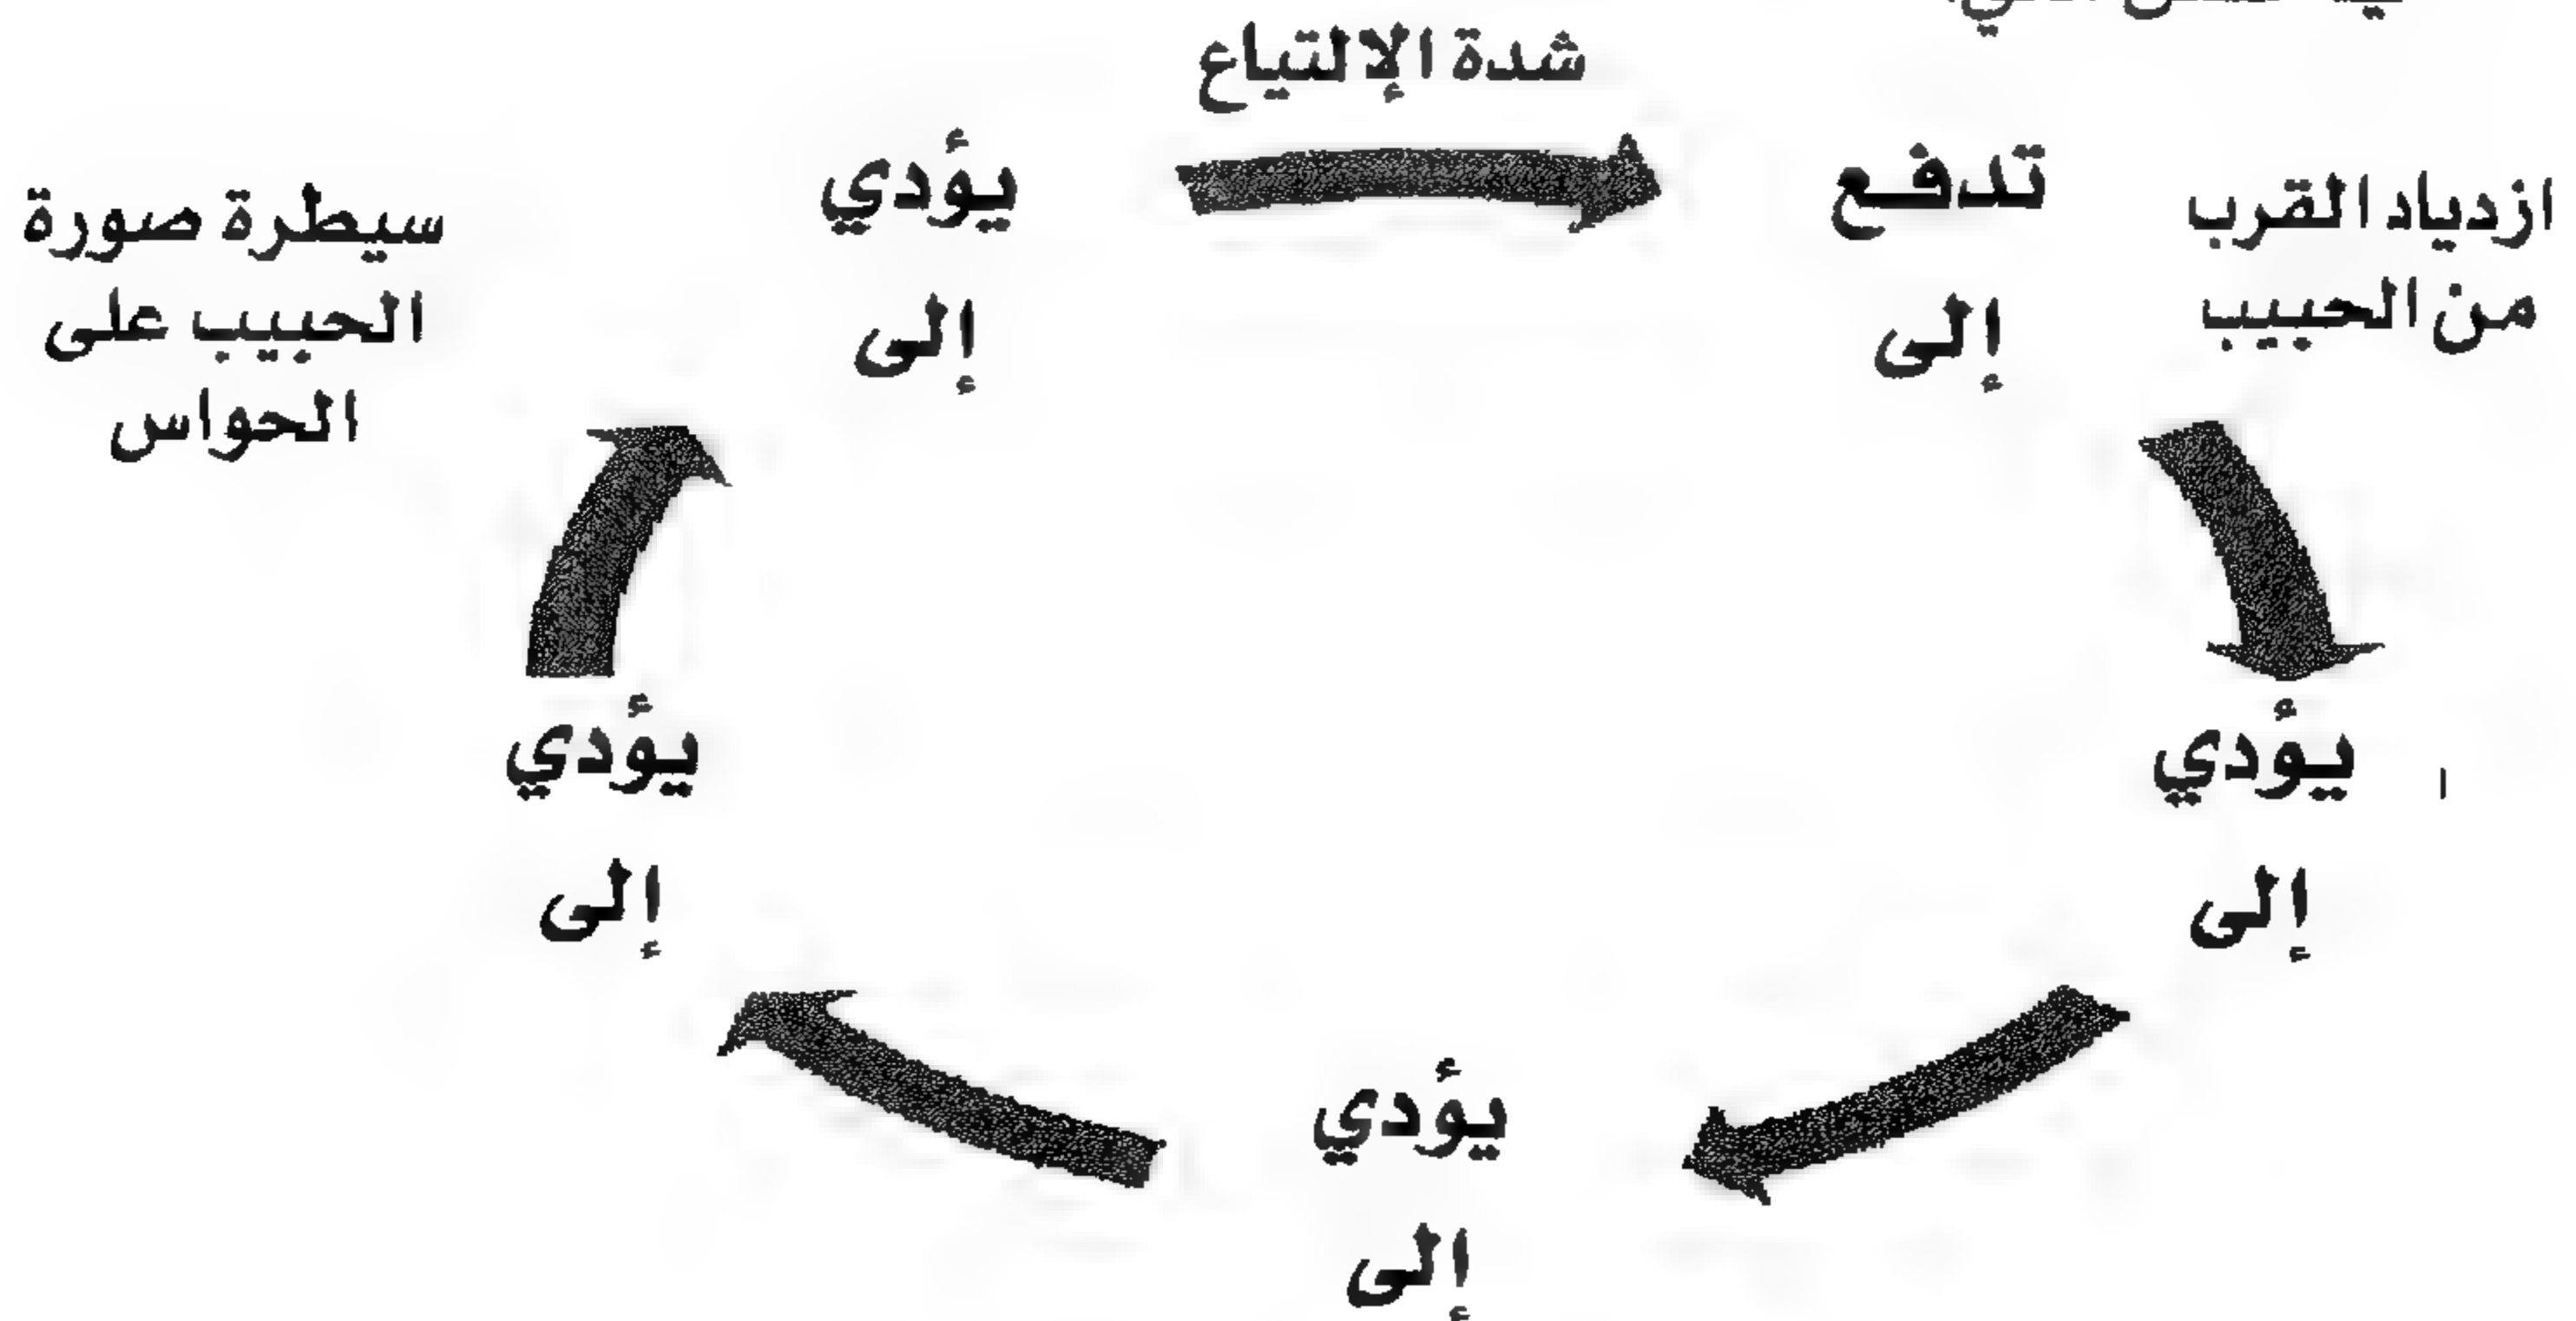 شدة الإلتياع
ازدياد القرب
من الحبيب
تدفع
إلى
يؤدي
إلى
سيطرة صورة
الحبيب على
الحواس
يؤدي
إلى
يؤدي
إلى
يؤدي
إلى